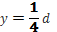 y = 1/4 d